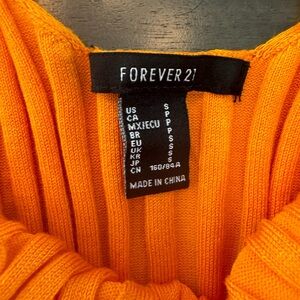 FOREVER 21
US S
CA P
MX/ECU P
BR P
EU S
UK S
KR S
JP S
CN 160/84A
MADE IN CHINA